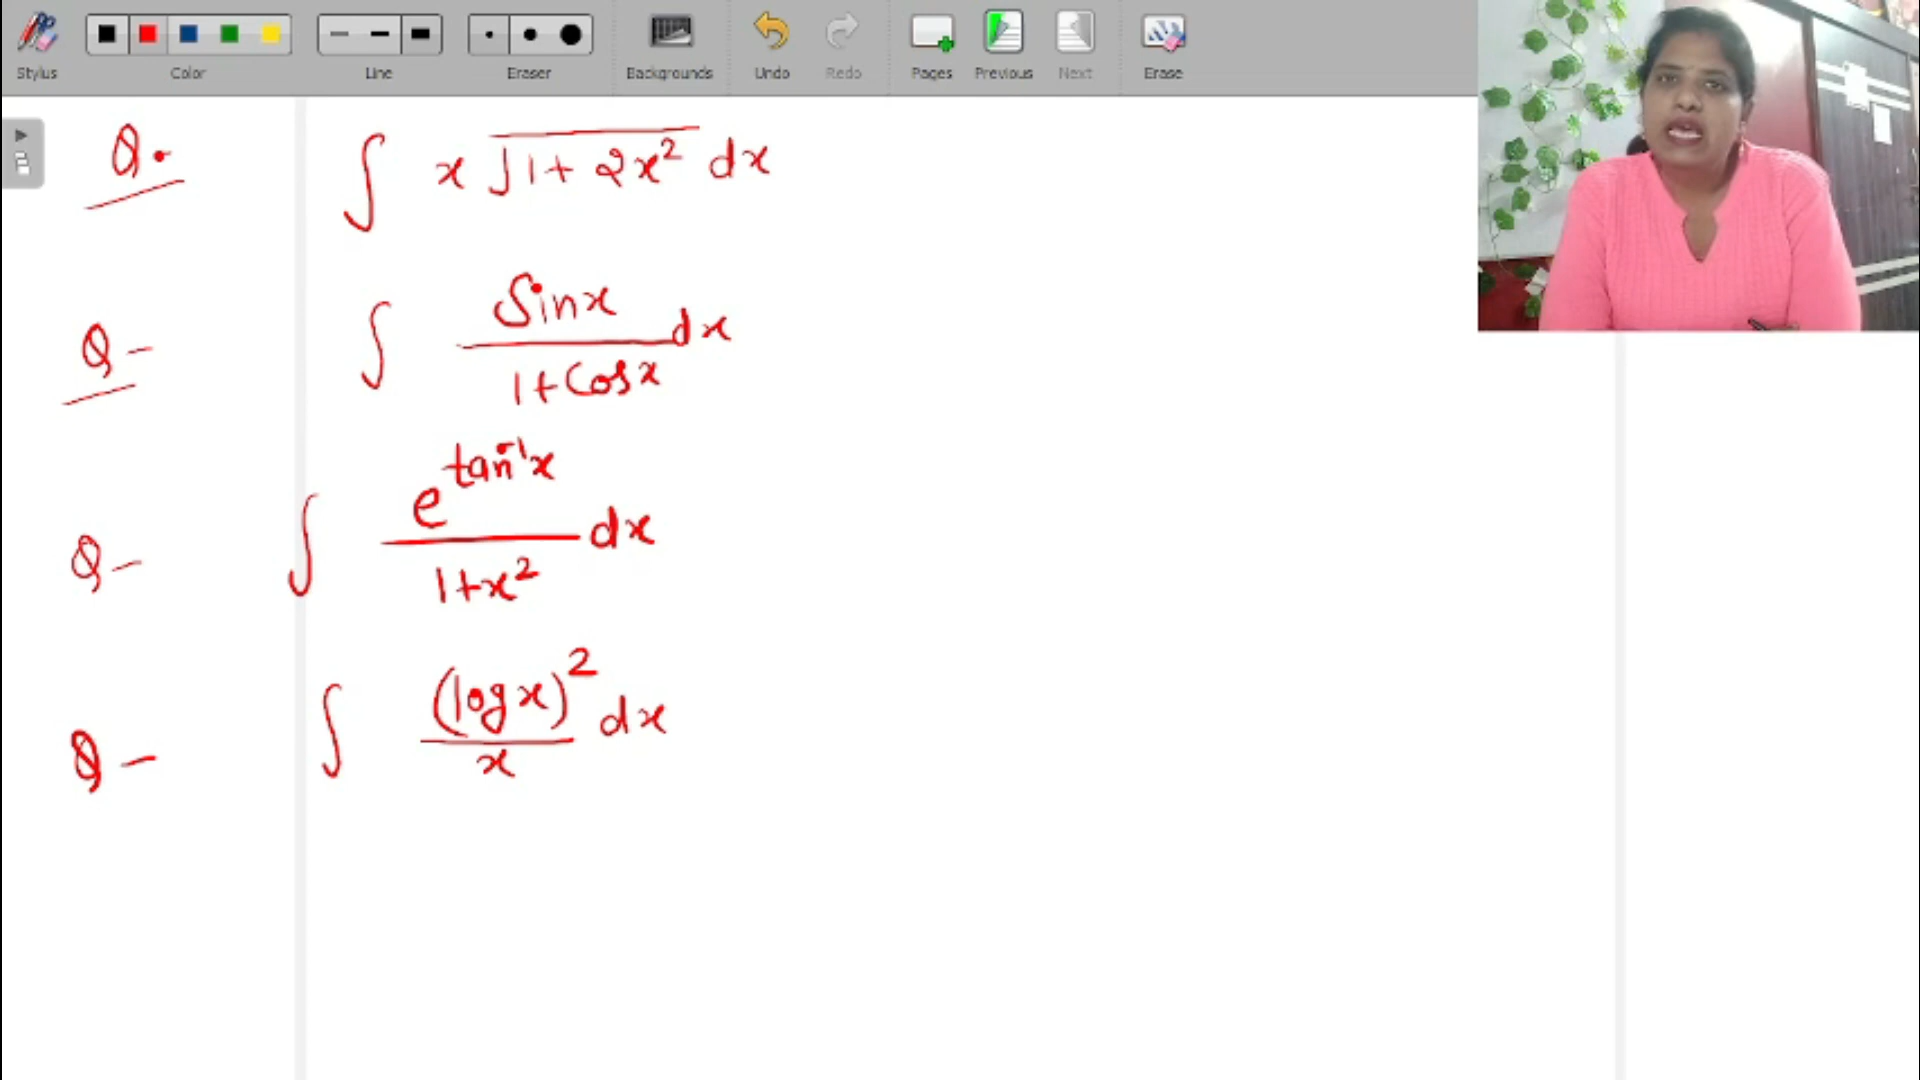 Stylus Color Line Eraser Backgrounds Undo Redo Pages Previous Next Erase
Q. ∫ x √1+2x² dx
Q- ∫ Sinx/1+Cosx dx
Q- ∫ e^tan⁻¹x/1+x² dx
Q- ∫ (logx)²/x dx